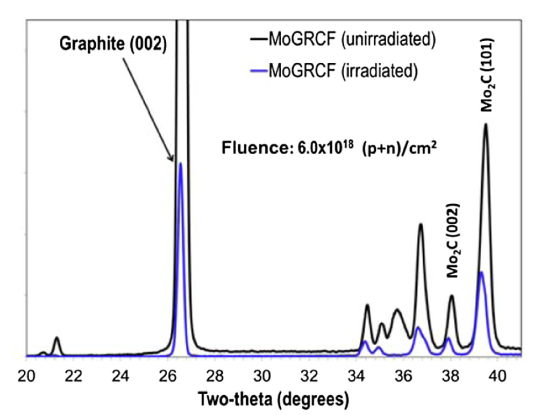 Graphite (002)
MoGRCF (unirradiated)
MoGRCF (irradiated)
Fluence: 6.0x10¹⁸ (p+n)/cm²
Mo₂C (002)
Mo₂C (101)
20 22 24 26 28 30 32 34 36 38 40
Two-theta (degrees)